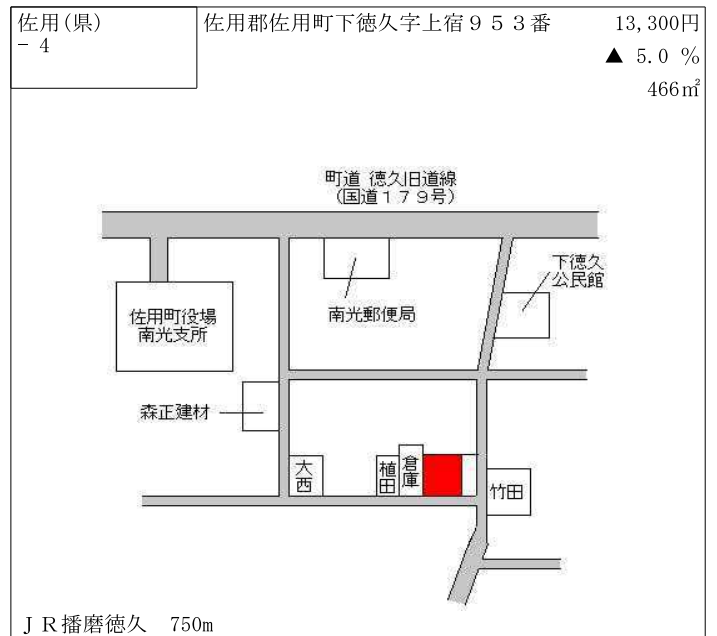 佐用(県)
－４
佐用郡佐用町下徳久字上宿９５３番
13,300円
▲ 5.0 %
466㎡
町道 徳久旧道線
(国道１７９号)
下徳久
公民館
南光郵便局
佐用町役場
南光支所
森正建材
大西
植田
倉庫
竹田
ＪＲ播磨徳久 750m